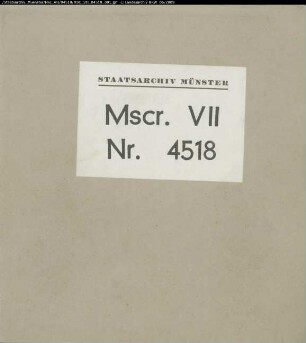 STAATSARCHIV MÜNSTER
Mscr. VII
Nr. 4518